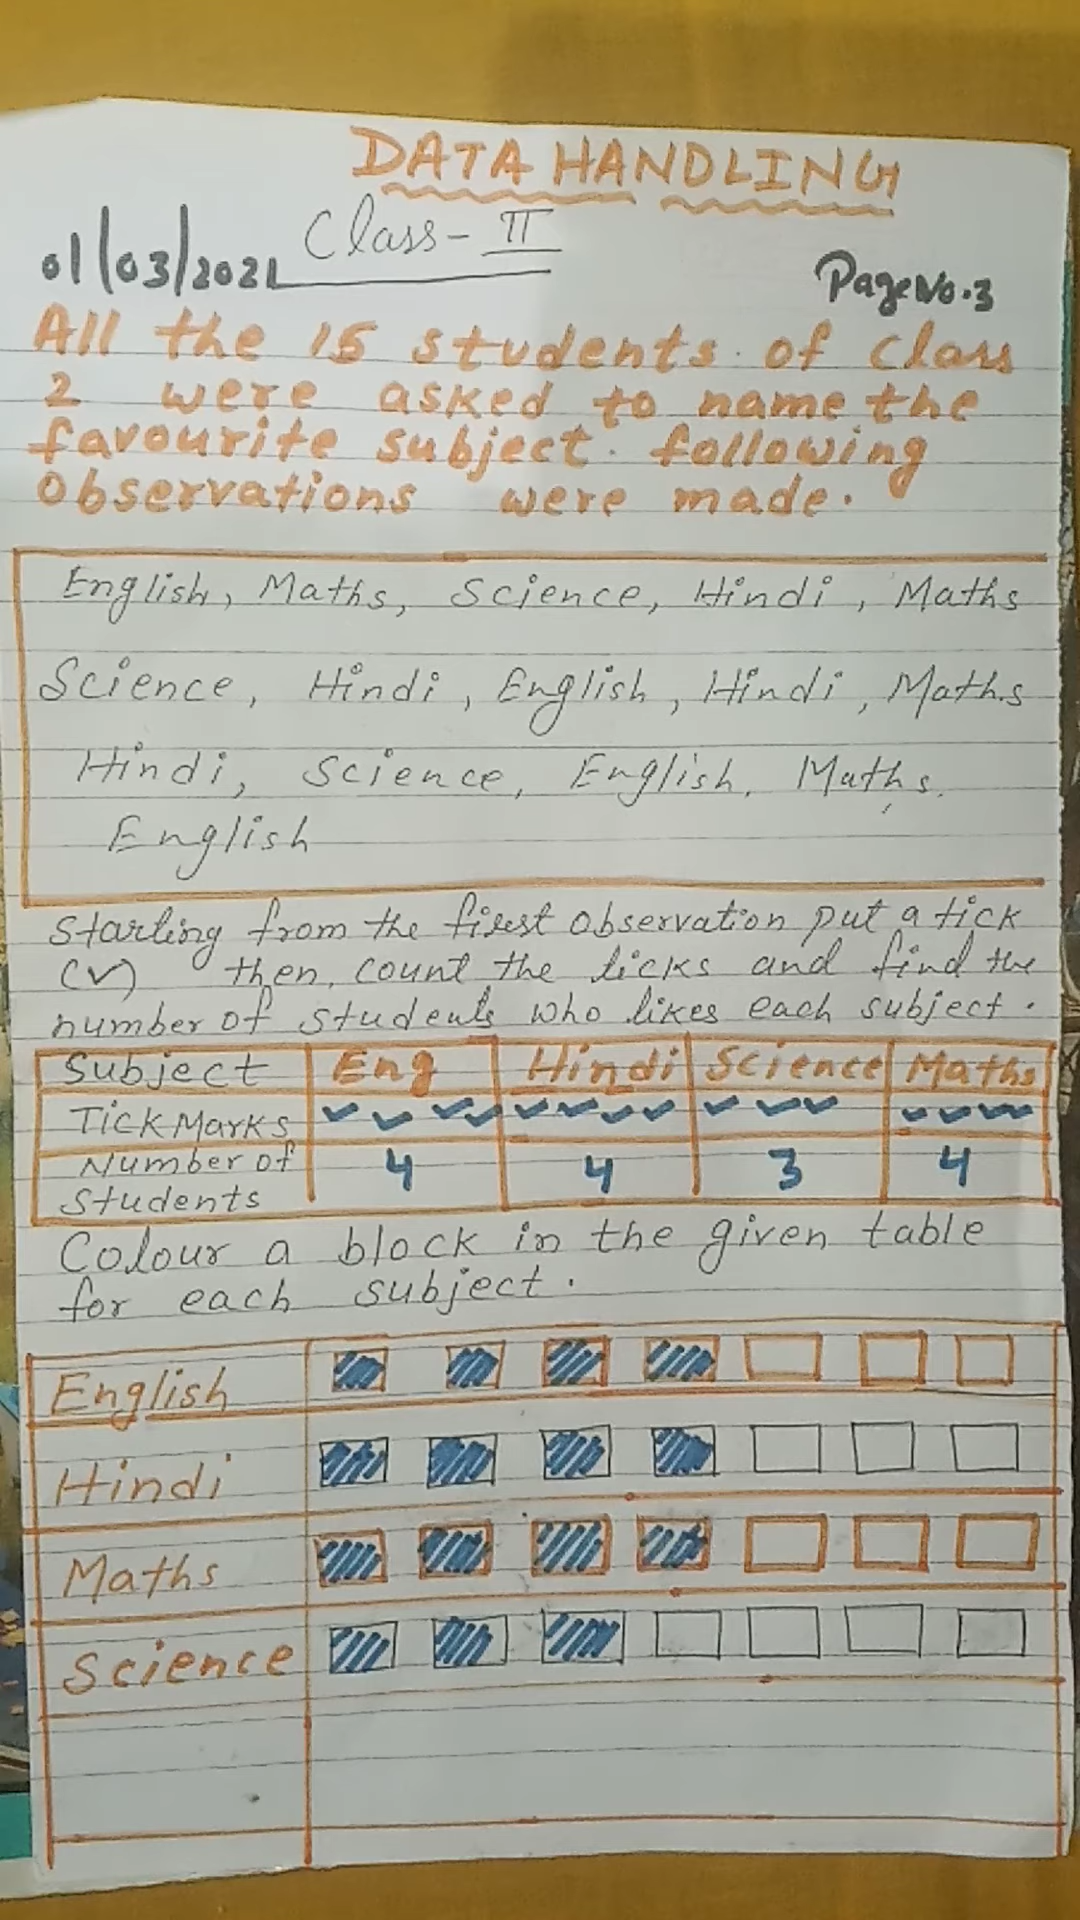 DATA HANDLING
Class - II
01/03/2021
Page No. 3
All the 15 students of class
2 were asked to name the
favourite subject. following
Observations were made.
English, Maths, Science, Hindi, Maths
Science, Hindi, English, Hindi, Maths
Hindi, Science, English, Maths,
English
Starting from the first observation put a tick
(✓) then, count the ticks and find the
number of students who likes each subject.
Subject Eng Hindi Science Maths
Tick Marks ✓ ✓ ✓ ✓ ✓ ✓ ✓ ✓ ✓ ✓ ✓ ✓ ✓ ✓ ✓
Number of 4 4 3 4
Students
Colour a block in the given table
for each subject.
English
Hindi
Maths
Science